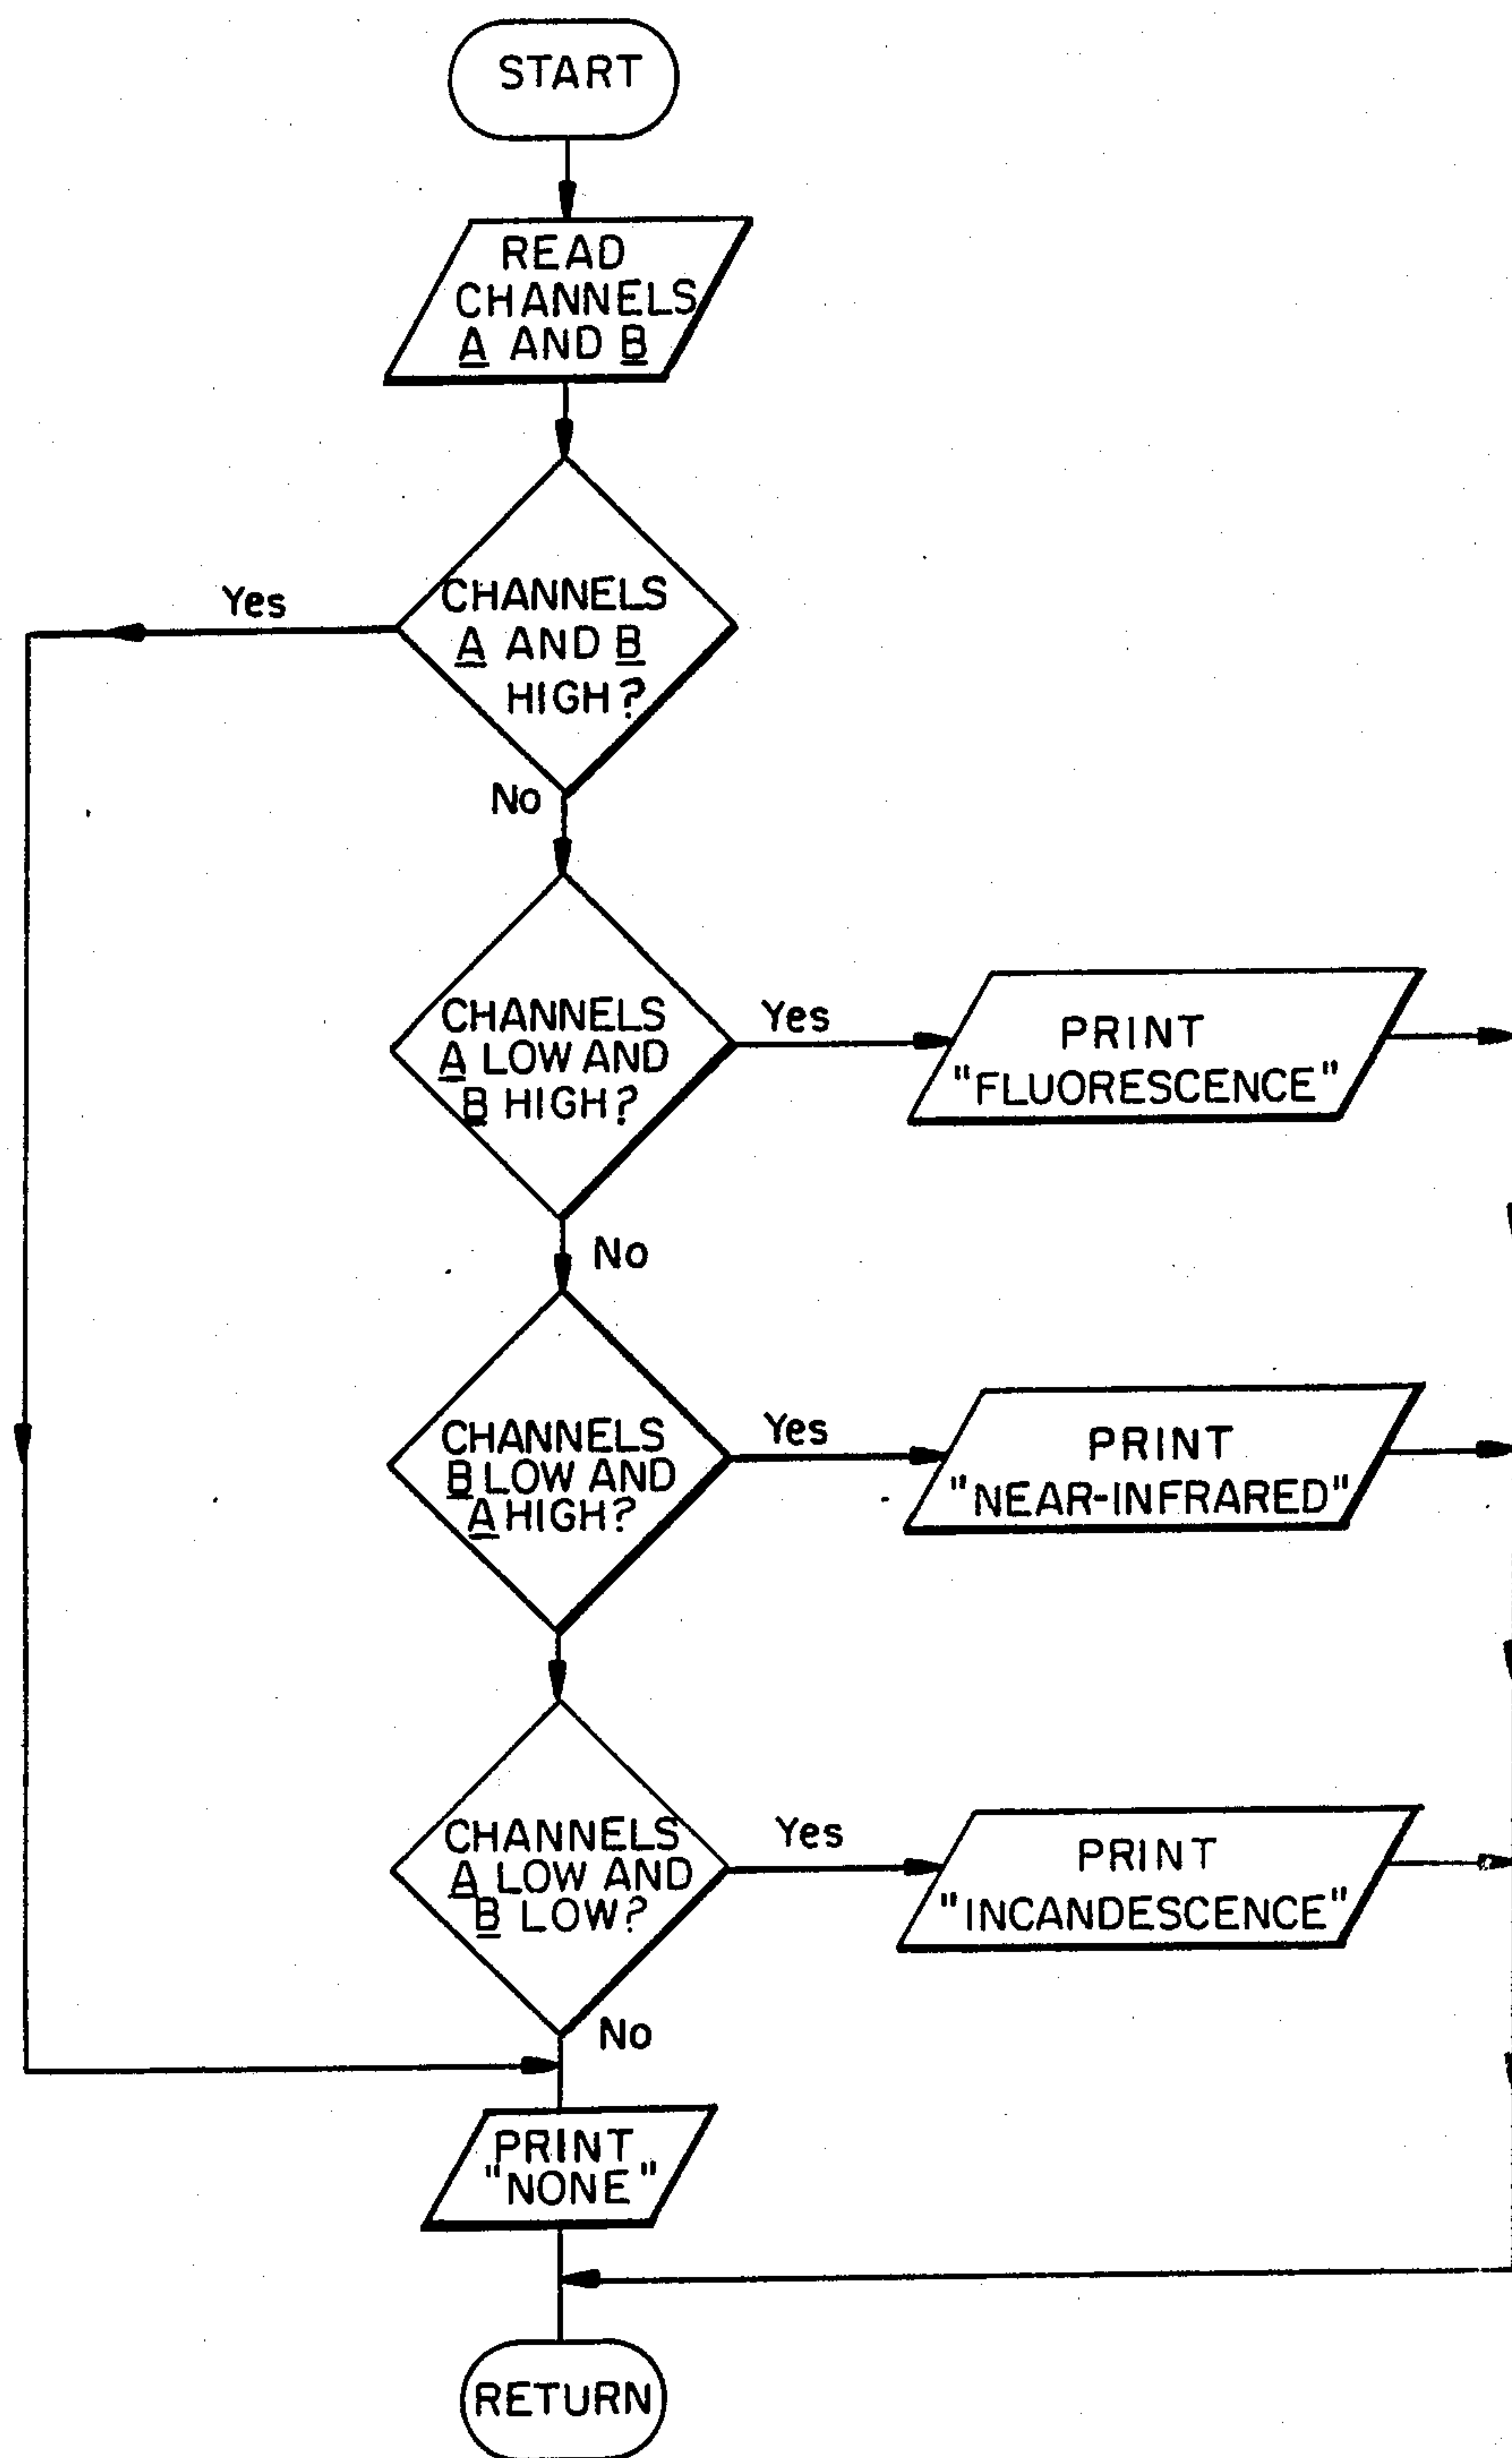 START
READ
CHANNELS
A AND B
Yes
CHANNELS
A AND B
HIGH?
No
CHANNELS
A LOW AND
B HIGH?
Yes
PRINT
"FLUORESCENCE"
No
CHANNELS
B LOW AND
A HIGH?
Yes
PRINT
"NEAR-INFRARED"
CHANNELS
A LOW AND
B LOW?
Yes
PRINT
"INCANDESCENCE"
No
PRINT
"NONE"
RETURN